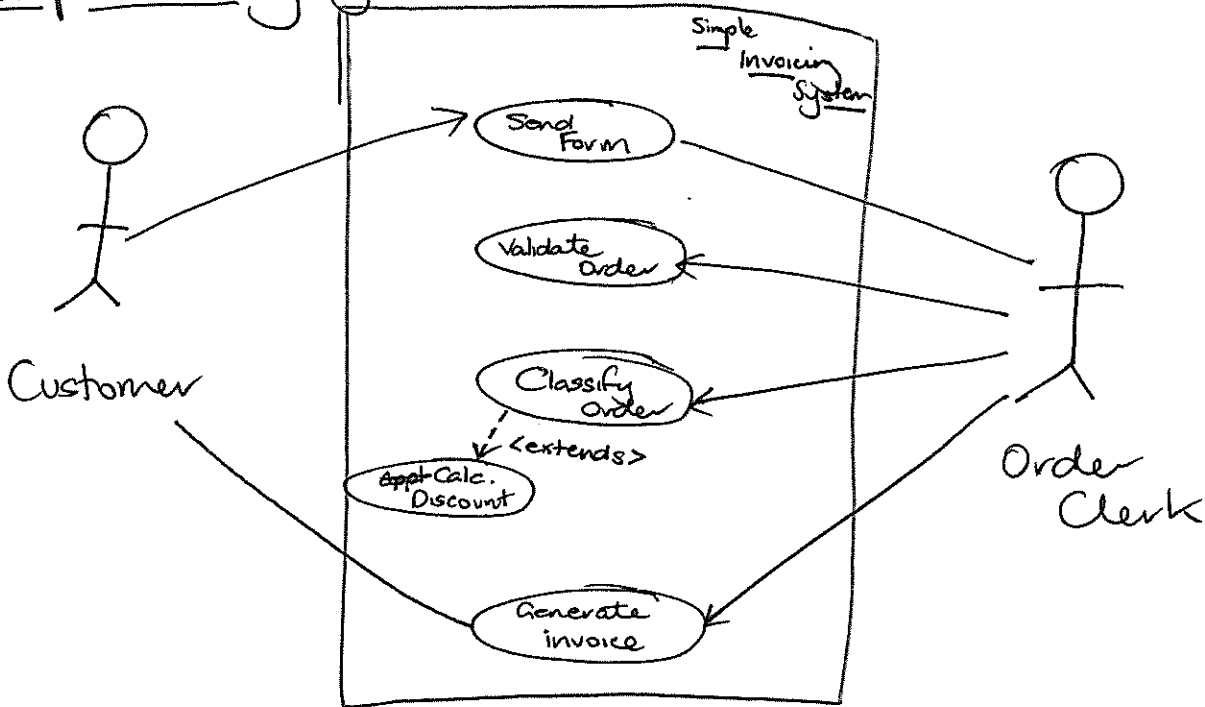 Simple
Invoicing
System
Send
Form
Validate
Order
Customer
Classify
Order
<extends>
Calc.
Discount
Order
Clerk
Generate
invoice